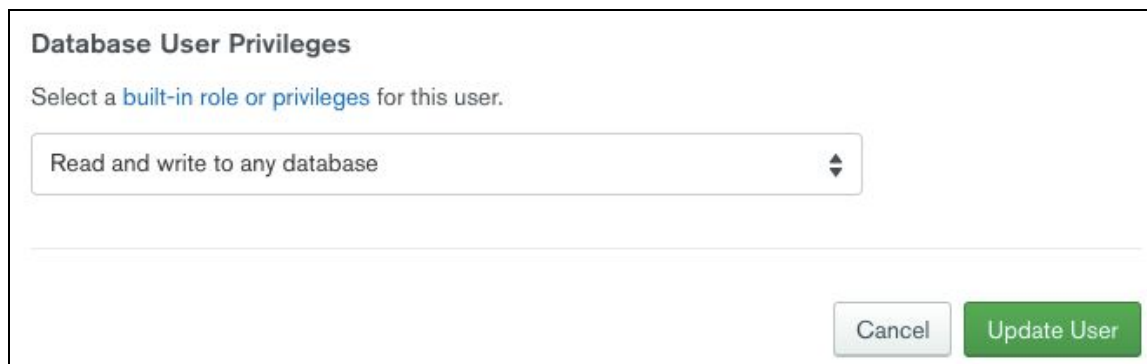 Database User Privileges
Select a built-in role or privileges for this user.
Read and write to any database
Cancel
Update User